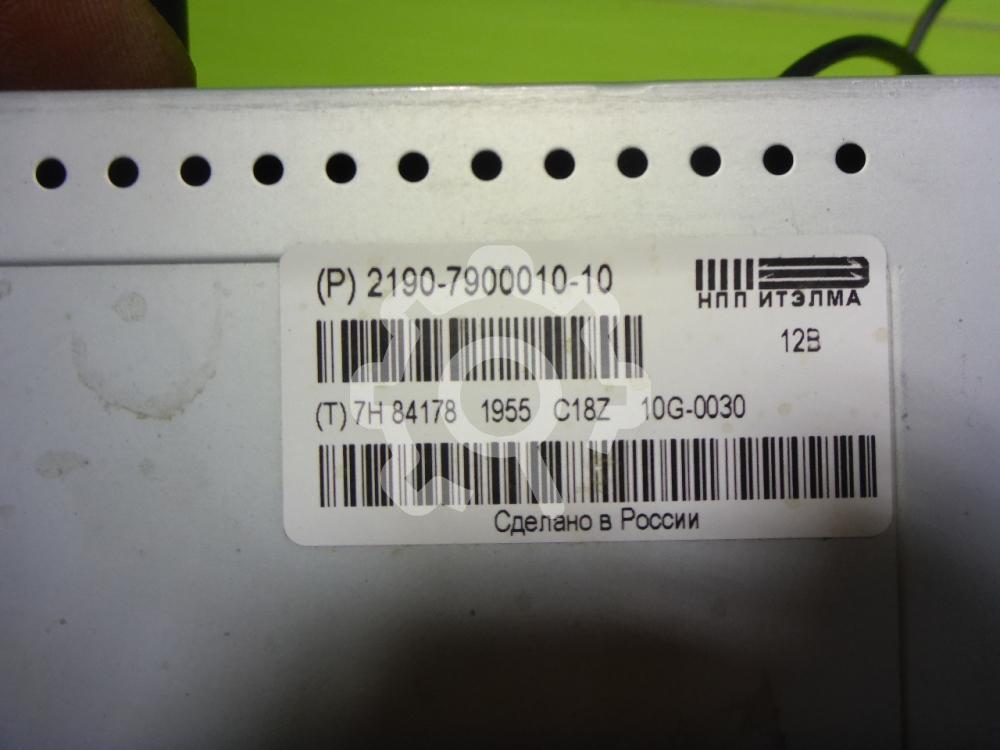 (P) 2190-7900010-10
НПП ИТЭЛМА
12В
(T) 7H 84178 1955 C18Z 10G-0030
Сделано в России